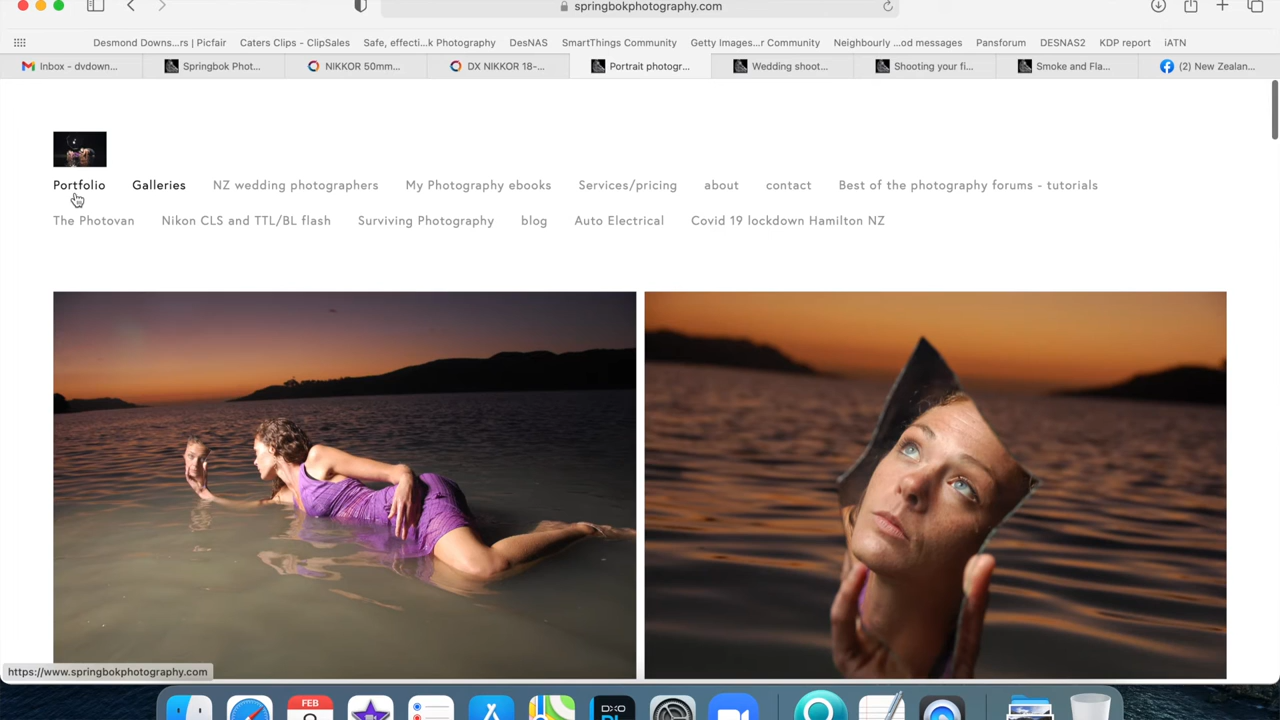 springbokphotography.com
Desmond Downs...rs | Picfair Caters Clips - ClipSales Safe, effecti...k Photography DesNAS SmartThings Community Getty Images...r Community Neighbourly ...od messages Pansforum DESNAS2 KDP report iATN
Inbox - dvdown... Springbok Phot... NIKKOR 50mm... DX NIKKOR 18-... Portrait photogr... Wedding shoot... Shooting your fi... Smoke and Fla... (2) New Zealan...
Portfolio Galleries NZ wedding photographers My Photography ebooks Services/pricing about contact Best of the photography forums - tutorials
The Photovan Nikon CLS and TTL/BL flash Surviving Photography blog Auto Electrical Covid 19 lockdown Hamilton NZ
https://www.springbokphotography.com
FEB
DXO